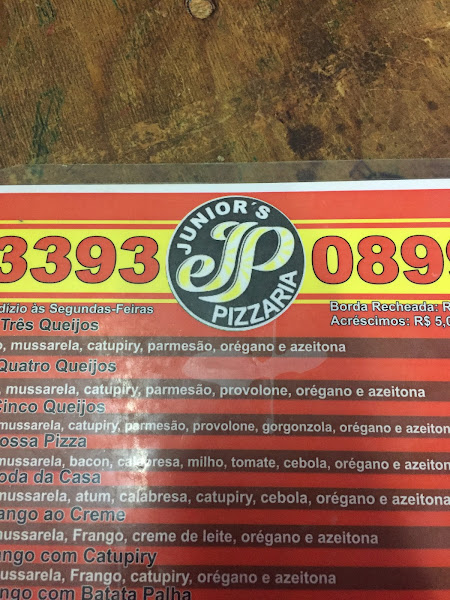 JUNIOR´S
JP
PIZZARIA
3393 0899
às Segundas-Feiras
Borda Recheada:
Acréscimos: R$ 5,0
Três Queijos
mussarela, catupiry, parmesão, orégano e azeitona
Quatro Queijos
mussarela, catupiry, parmesão, provolone, orégano e azeitona
Cinco Queijos
mussarela, catupiry, parmesão, provolone, gorgonzola, orégano e azeiton
ossa Pizza
mussarela, bacon, calabresa, milho, tomate, cebola, orégano e azeitona
oda da Casa
mussarela, atum, calabresa, catupiry, cebola, orégano e azeitona
ango ao Creme
mussarela, Frango, creme de leite, orégano e azeitona
ango com Catupiry
ussarela, Frango, catupiry, orégano e azeitona
ngo com Batata Palha